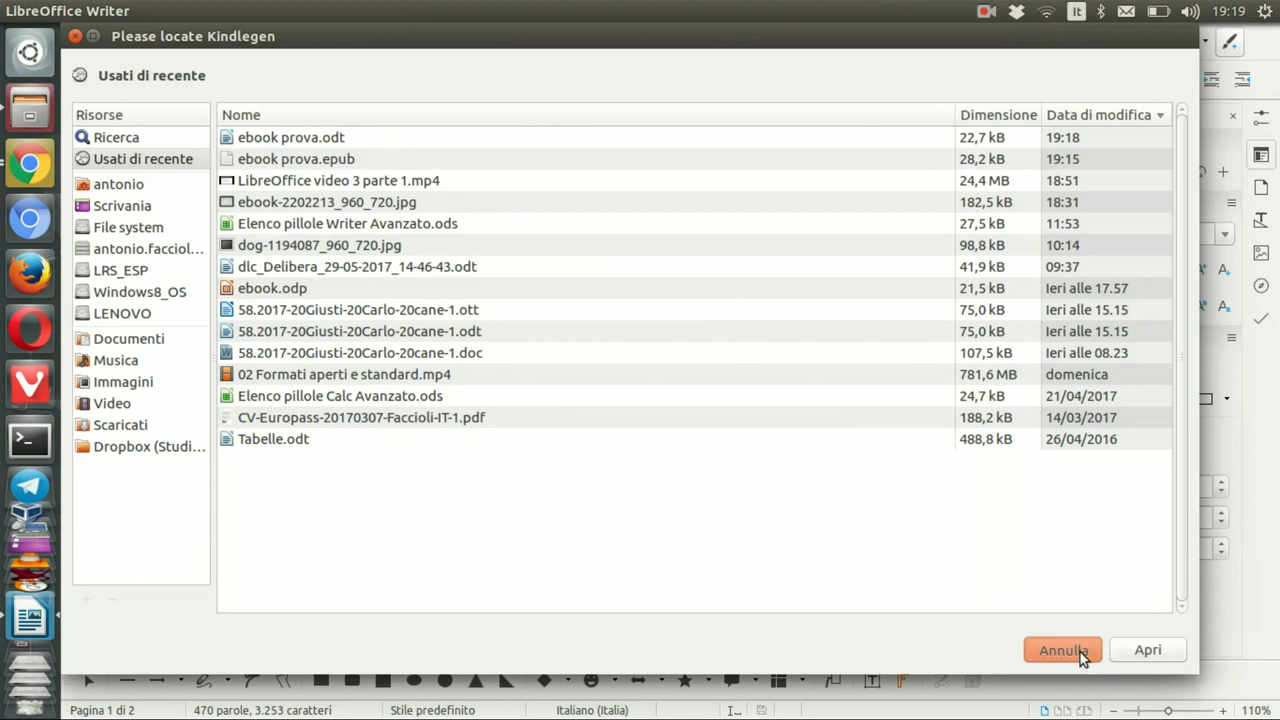 LibreOffice Writer
It
19:19
Please locate Kindlegen
Usati di recente
Risorse
Ricerca
Usati di recente
antonio
Scrivania
File system
antonio.facciol...
LRS_ESP
Windows8_OS
LENOVO
Documenti
Musica
Immagini
Video
Scaricati
Dropbox (Studi...
Nome Dimensione Data di modifica
ebook prova.odt 22,7 kB 19:18
ebook prova.epub 28,2 kB 19:15
LibreOffice video 3 parte 1.mp4 24,4 MB 18:51
ebook-2202213_960_720.jpg 182,5 kB 18:31
Elenco pillole Writer Avanzato.ods 27,5 kB 11:53
dog-1194087_960_720.jpg 98,8 kB 10:14
dlc_Delibera_29-05-2017_14-46-43.odt 41,9 kB 09:37
ebook.odp 21,5 kB Ieri alle 17.57
58.2017-20Giusti-20Carlo-20cane-1.ott 75,0 kB Ieri alle 15.15
58.2017-20Giusti-20Carlo-20cane-1.odt 75,0 kB Ieri alle 15.15
58.2017-20Giusti-20Carlo-20cane-1.doc 107,5 kB Ieri alle 08.23
02 Formati aperti e standard.mp4 781,6 MB domenica
Elenco pillole Calc Avanzato.ods 24,7 kB 21/04/2017
CV-Europass-20170307-Faccioli-IT-1.pdf 188,2 kB 14/03/2017
Tabelle.odt 488,8 kB 26/04/2016
Annulla Apri
Pagina 1 di 2 470 parole, 3.253 caratteri Stile predefinito Italiano (Italia) 110%